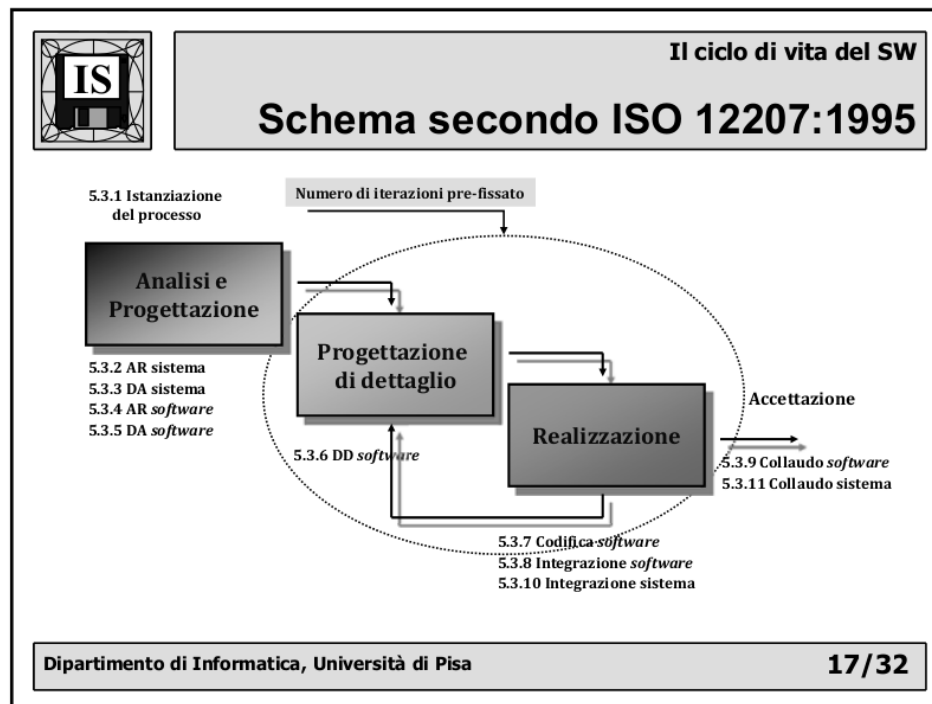 IS
Il ciclo di vita del SW
Schema secondo ISO 12207:1995
5.3.1 Istanziazione
del processo
Numero di iterazioni pre-fissato
Analisi e
Progettazione
5.3.2 AR sistema
5.3.3 DA sistema
5.3.4 AR software
5.3.5 DA software
Progettazione
di dettaglio
5.3.6 DD software
Realizzazione
5.3.7 Codifica software
5.3.8 Integrazione software
5.3.10 Integrazione sistema
Accettazione
5.3.9 Collaudo software
5.3.11 Collaudo sistema
Dipartimento di Informatica, Università di Pisa
17/32